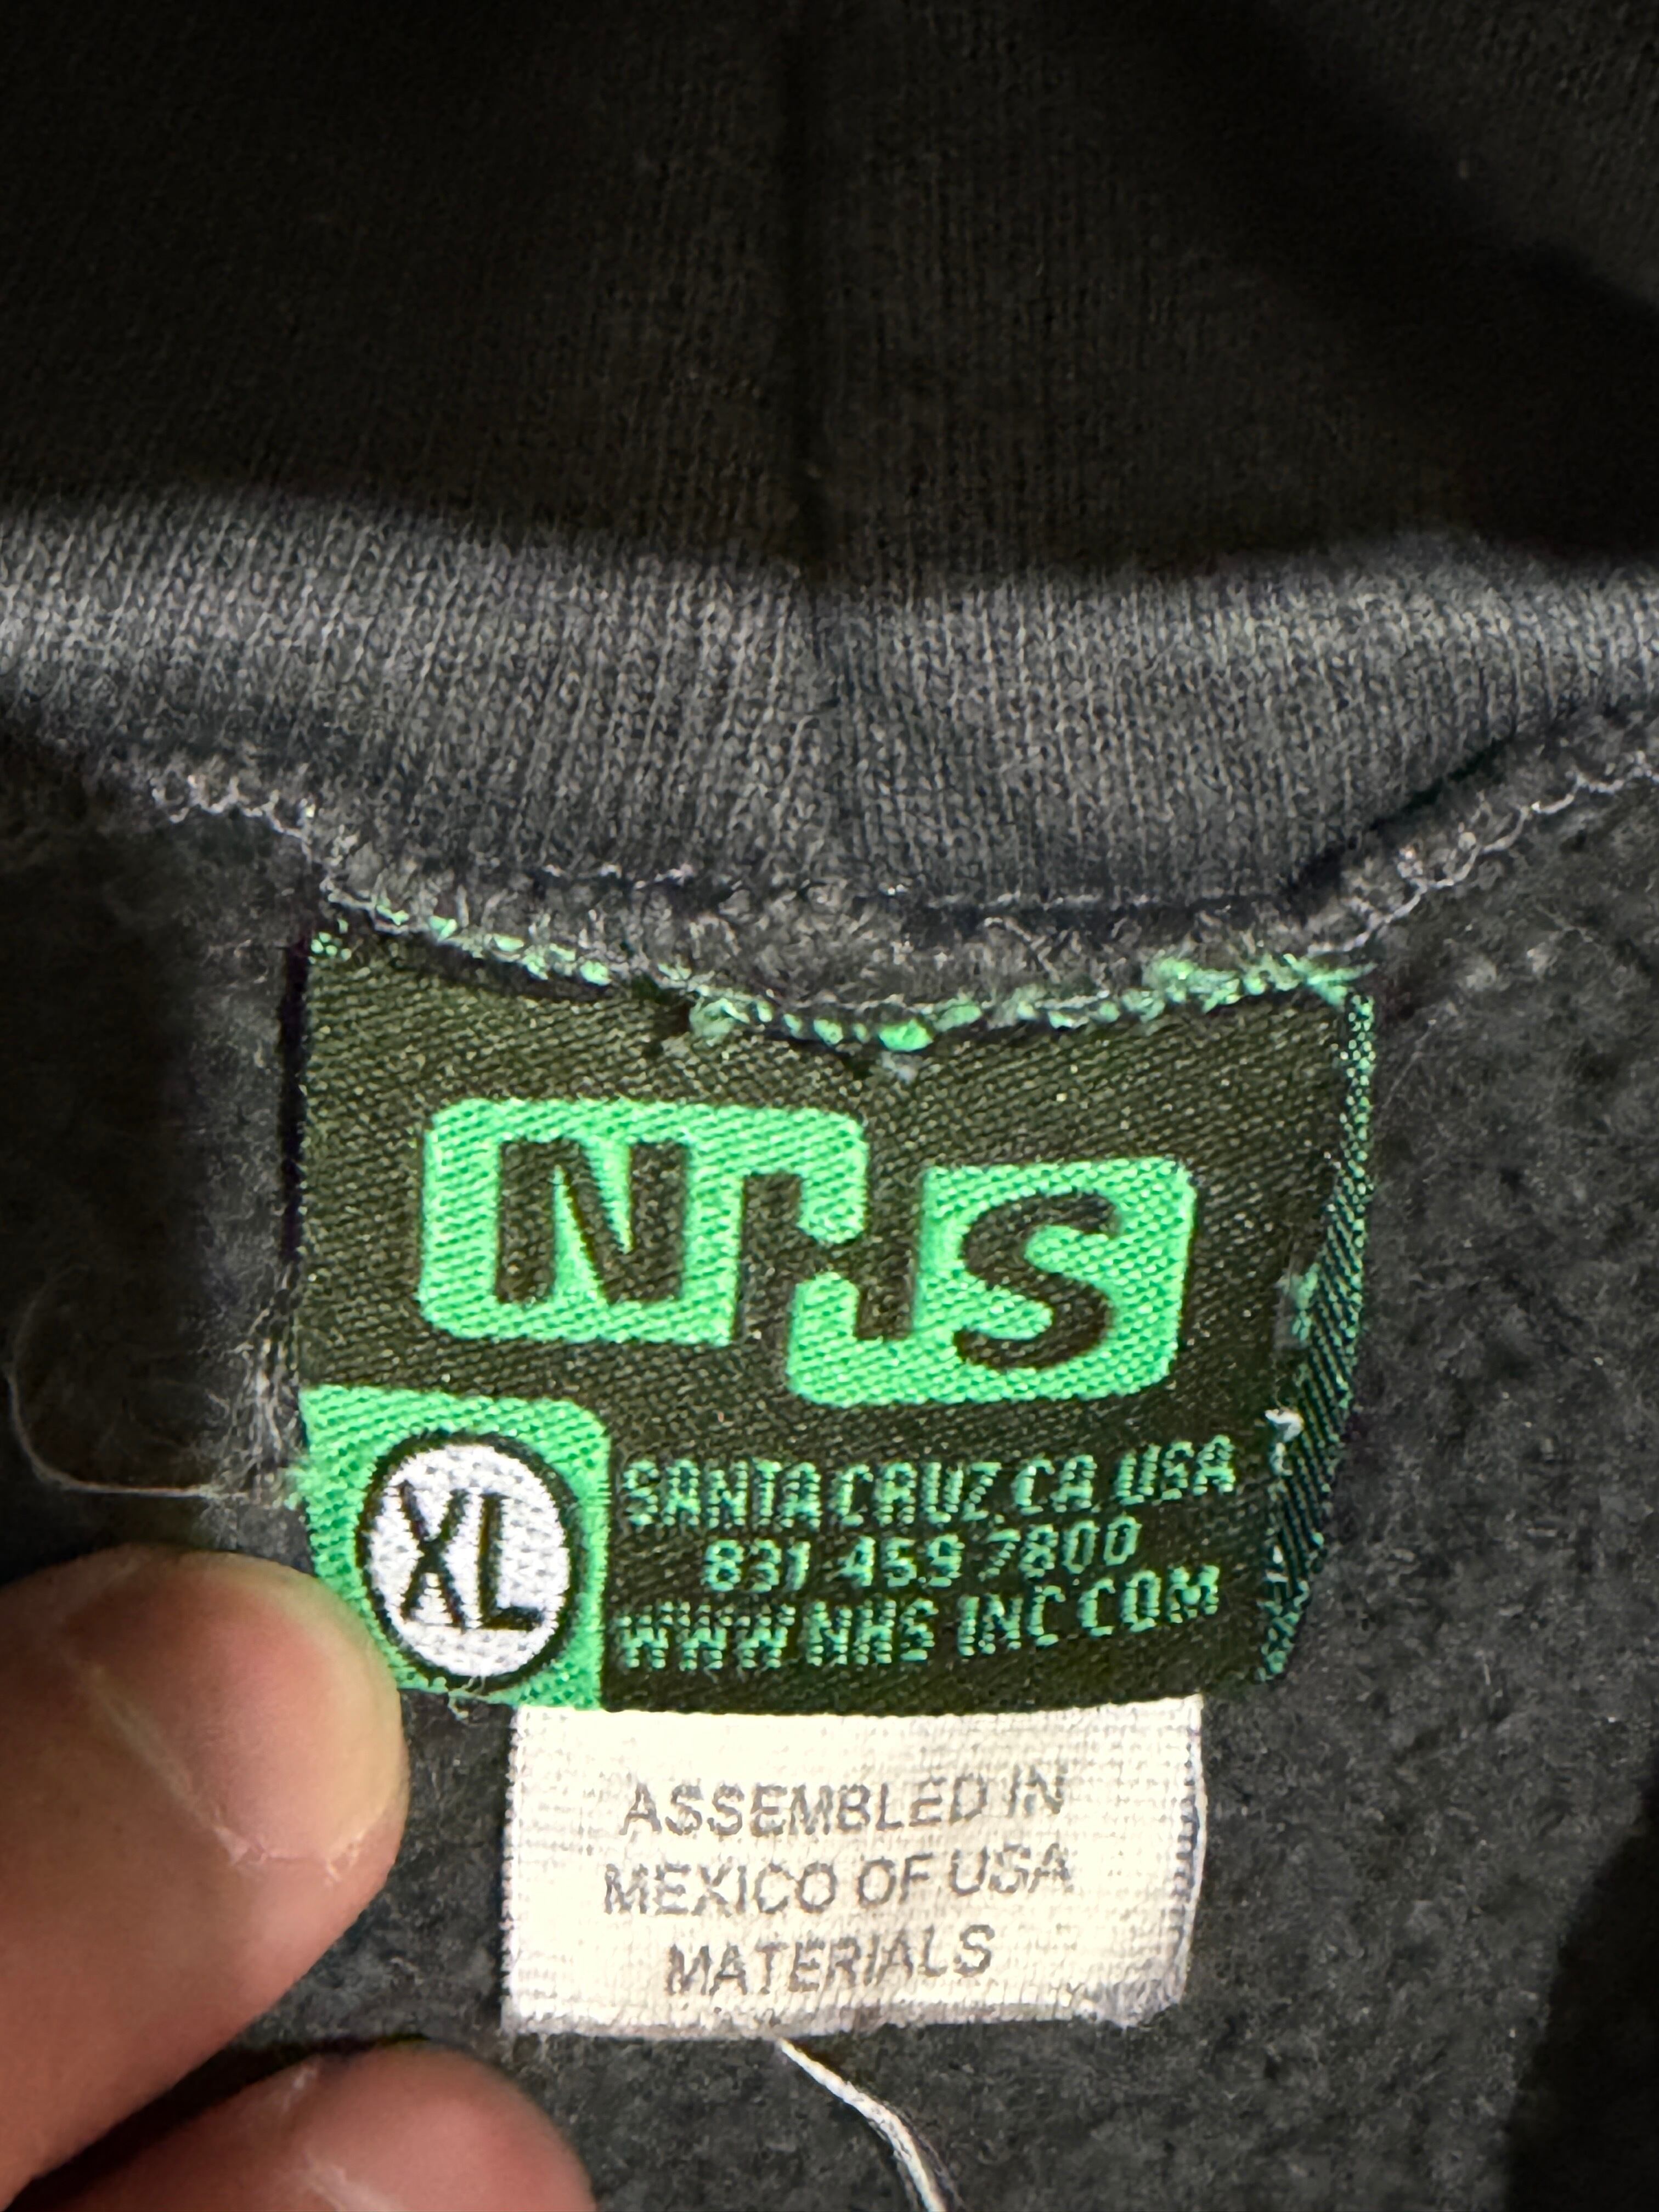 NHS
XL
SANTA CRUZ, CA USA
831 459 7800
WWW NHS INC COM
ASSEMBLED IN
MEXICO OF USA
MATERIALS